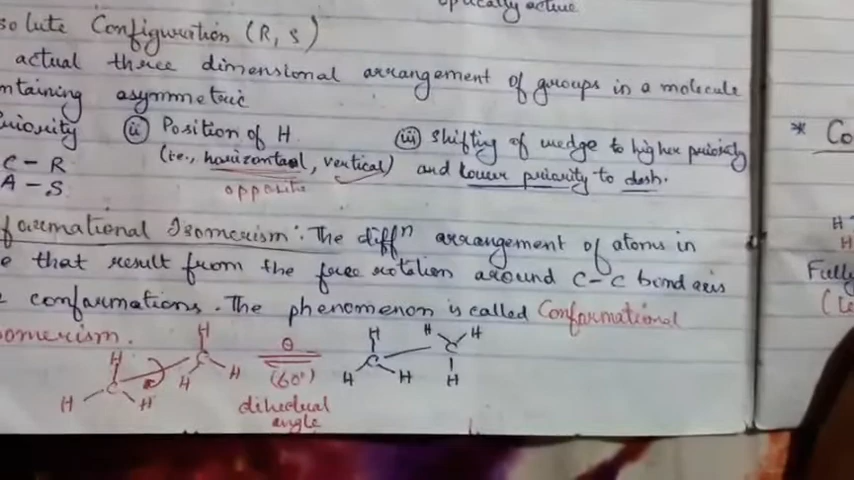 optically active
solute Configuration (R, S)
actual three dimensional arrangement of groups in a molecule
ntaining asymmetric
riority (ii) Position of H (iii) Shifting of wedge to higher priority
C - R (ie., horizontal, vertical) and lower priority to dash.
A - S opposite
formational Isomerism: The diffn arrangement of atoms in
e that result from the free rotation around C-C bond axis
conformations. The phenomenon is called Conformational
omerism.
H H θ H H H
C C C C
H H H H (60°) H H H
dihedral
angle
* Co
H
H
Fully